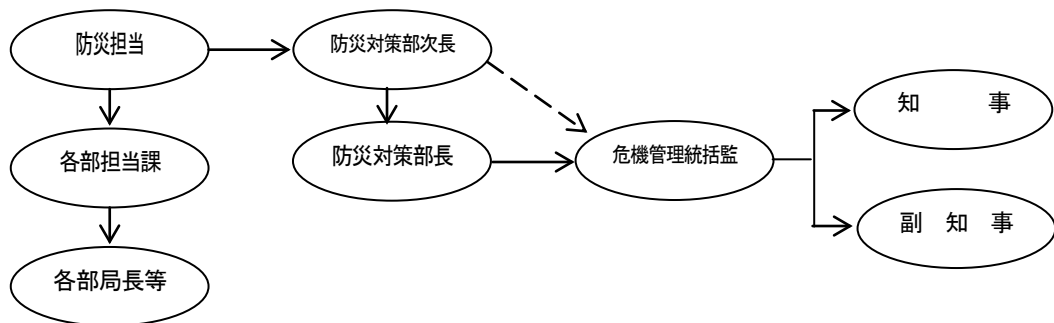 防災担当
防災対策部次長
各部担当課
防災対策部長
危機管理統括監
知 事
副 知 事
各部局長等